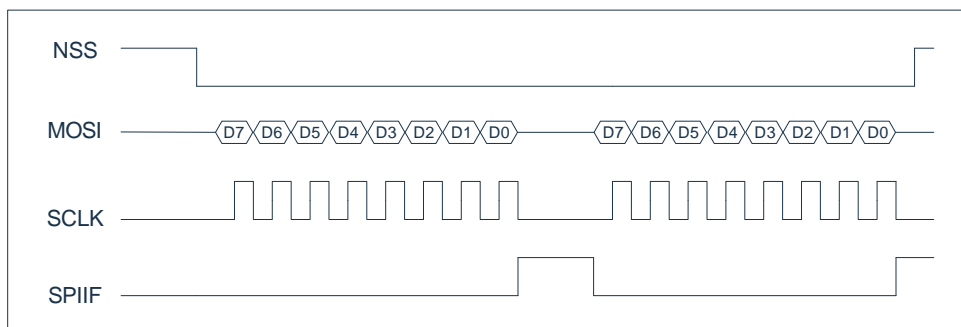 NSS
MOSI D7 D6 D5 D4 D3 D2 D1 D0 D7 D6 D5 D4 D3 D2 D1 D0
SCLK
SPIIF